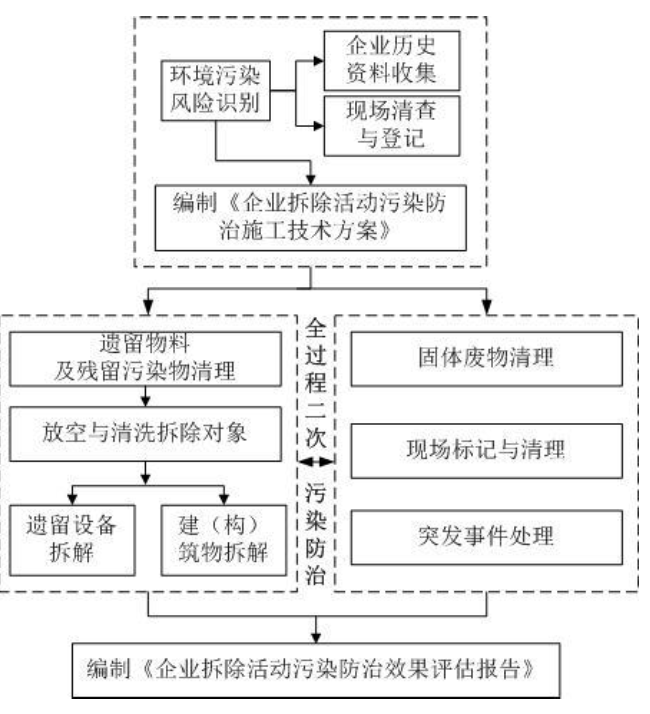 企业历史
资料收集
环境污染
风险识别
现场清查
与登记
编制《企业拆除活动污染防
治施工技术方案》
遗留物料
及残留污染物清理
放空与清洗拆除对象
遗留设备
拆解
建（构）
筑物拆解
全过程二次污染防治
固体废物清理
现场标记与清理
突发事件处理
编制《企业拆除活动污染防治效果评估报告》